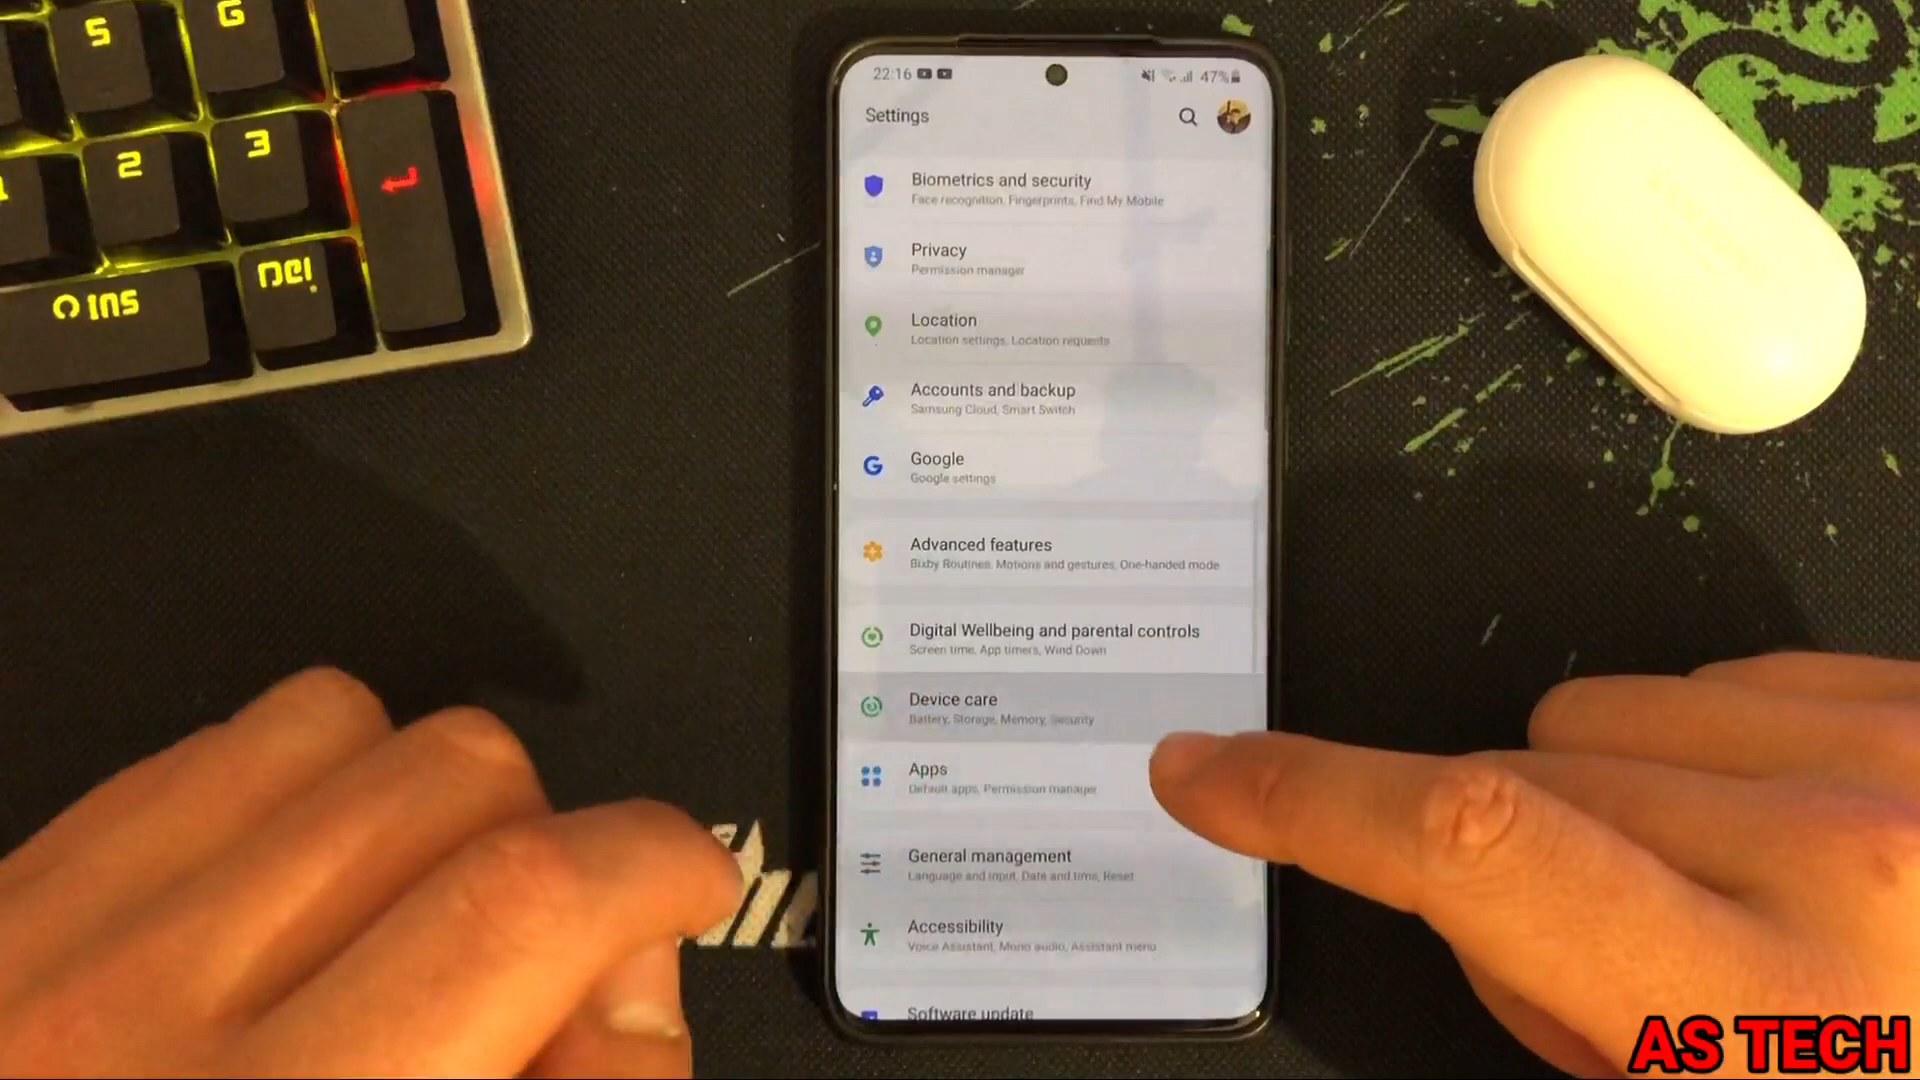 5
6
1
2
3
0 INS
.DEL
22:16
47%
Settings
Biometrics and security
Face recognition, Fingerprints, Find My Mobile
Privacy
Permission manager
Location
Location settings, Location requests
Accounts and backup
Samsung Cloud, Smart Switch
G
Google
Google settings
Advanced features
Bixby Routines, Motions and gestures, One-handed mode
Digital Wellbeing and parental controls
Screen time, App timers, Wind Down
Device care
Battery, Storage, Memory, Security
Apps
Default apps, Permission manager
General management
Language and input, Date and time, Reset
Accessibility
Voice Assistant, Mono audio, Assistant menu
Software update
AS TECH